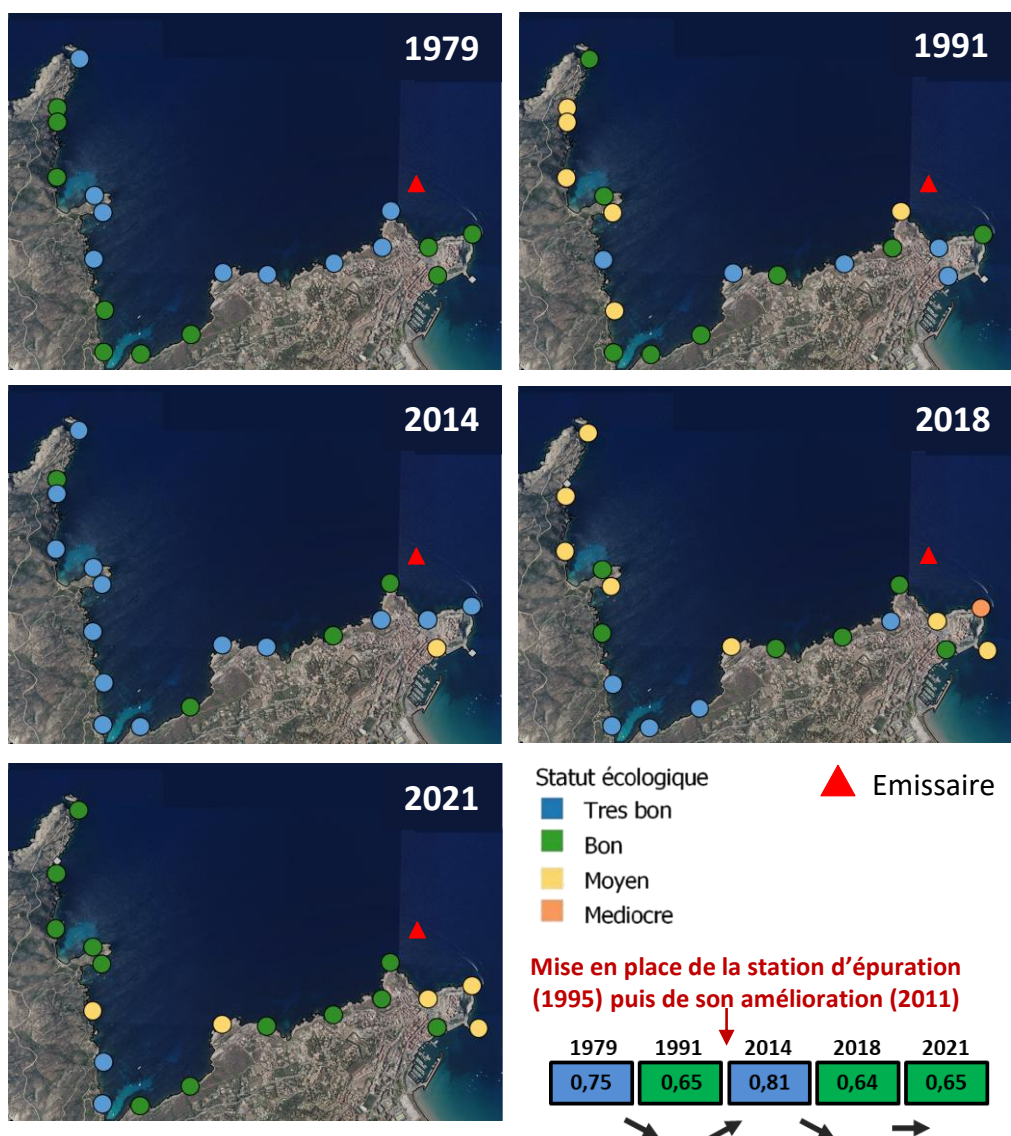 1979
1991
2014
2018
2021
Statut écologique
Tres bon
Bon
Moyen
Mediocre
Emissaire
Mise en place de la station d’épuration
(1995) puis de son amélioration (2011)
1979 1991 2014 2018 2021
0,75 0,65 0,81 0,64 0,65